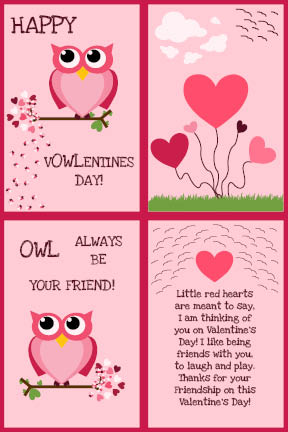 HAPPY
vOWLentines
DAY!
OWL ALWAYS
BE
YOUR FRIEND!
Little red hearts
are meant to say,
I am thinking of
you on Valentine's
Day! I like being
friends with you,
to laugh and play.
Thanks for your
Friendship on this
Valentine's Day!